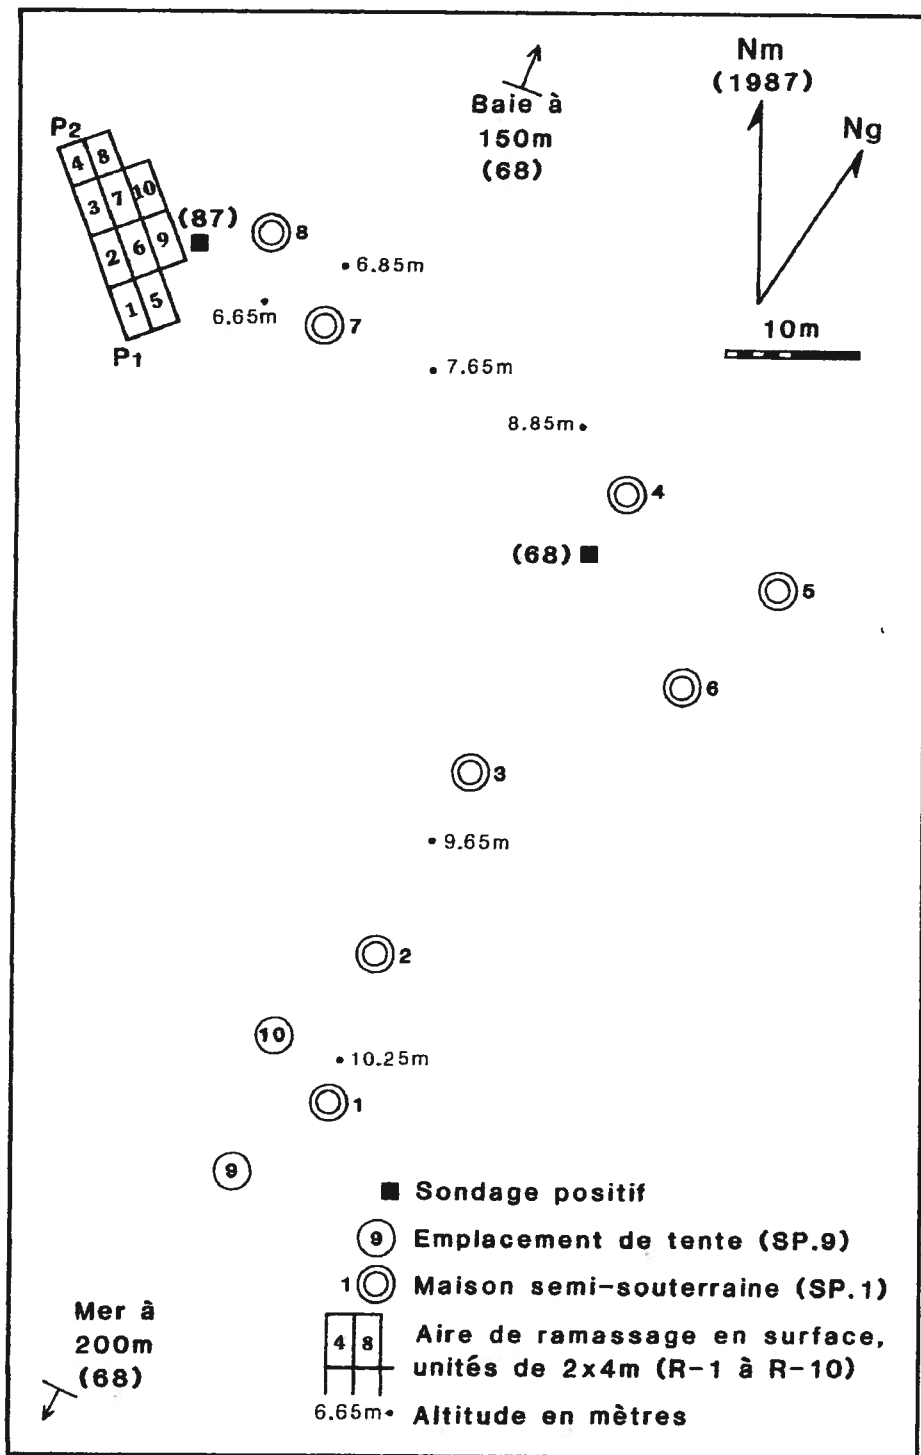 Nm
(1987)
Ng
Baie à
150m
(68)
10m
P2
4 8
3 7 10
2 6 9
1 5
P1
(87)
8
6.85m
6.65m
7
7.65m
8.85m
4
(68)
5
6
3
9.65m
2
10
10.25m
1
9
Mer à
200m
(68)
Sondage positif
9 Emplacement de tente (SP.9)
1 Maison semi-souterraine (SP.1)
4 8 Aire de ramassage en surface,
unités de 2x4m (R-1 à R-10)
6.65m Altitude en mètres